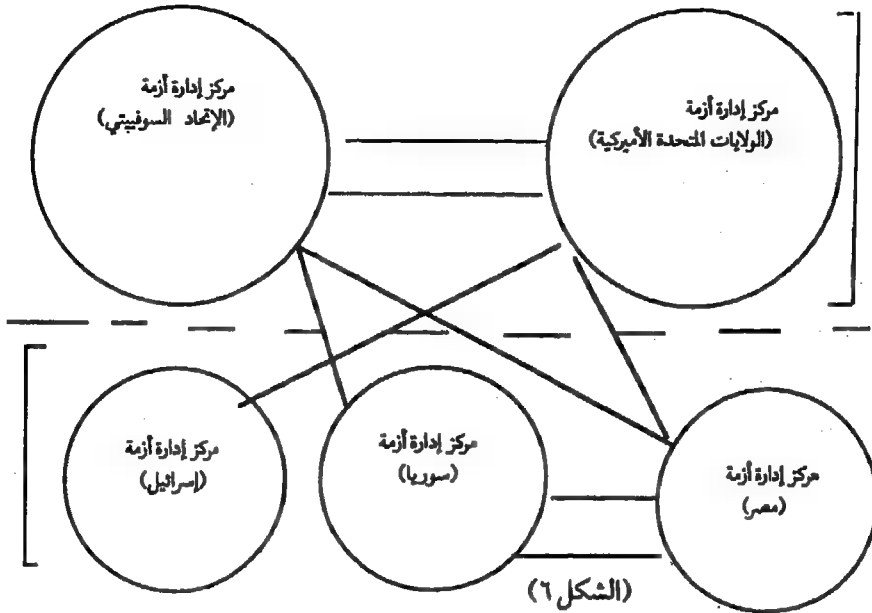 مركز إدارة أزمة
(الولايات المتحدة الأميركية)
مركز إدارة أزمة
(الإتحاد السوفييتي)
مركز إدارة أزمة
(مصر)
مركز إدارة أزمة
(سوريا)
مركز إدارة أزمة
(إسرائيل)
(الشكل ٦)